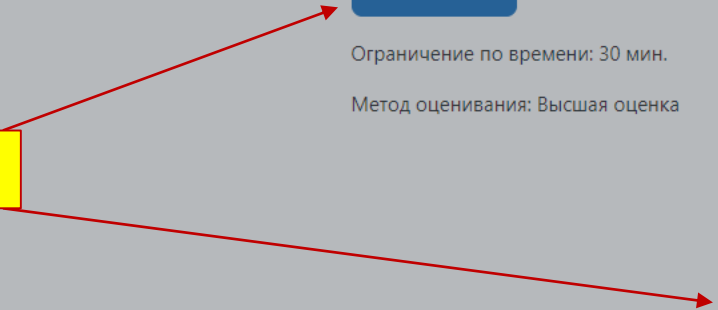 Ограничение по времени: 30 мин.
Метод оценивания: Высшая оценка